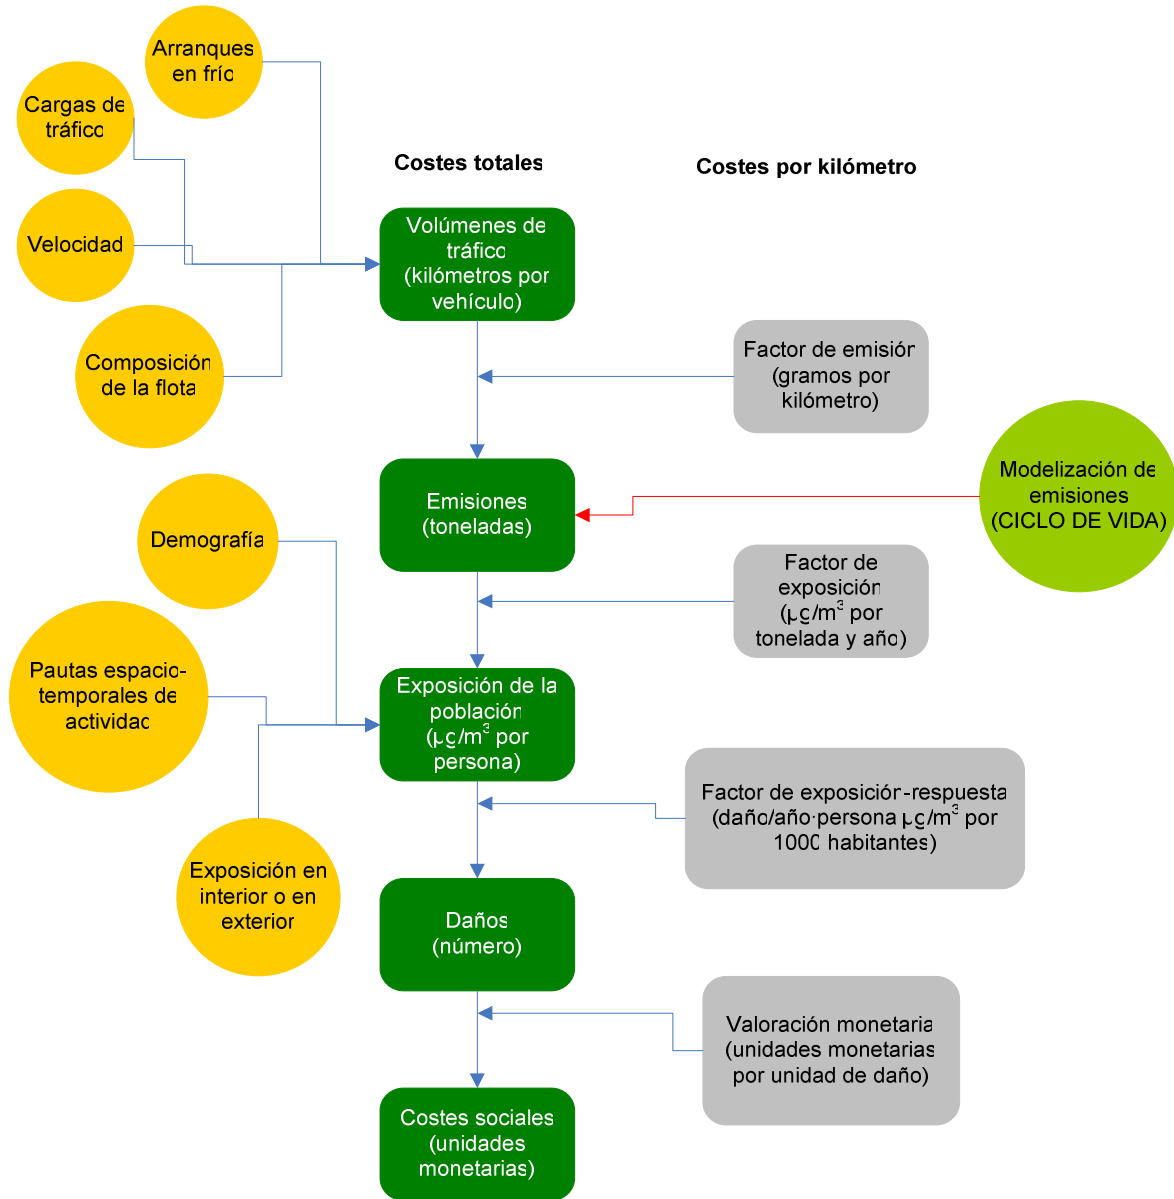 Arranques
en frío
Cargas de
tráfico
Costes totales
Costes por kilómetro
Velocidad
Volúmenes de
tráfico
(kilómetros por
vehículo)
Composición
de la flota
Factor de emisión
(gramos por
kilómetro)
Emisiones
(toneladas)
Modelización de
emisiones
(CICLO DE VIDA)
Demografía
Factor de
exposición
(µg/m³ por
tonelada y año)
Pautas espacio-
temporales de
actividad
Exposición de la
población
(µg/m³ por
persona)
Factor de exposición-respuesta
(daño/año·persona µg/m³ por
1000 habitantes)
Exposición en
interior o en
exterior
Daños
(número)
Valoración monetaria
(unidades monetarias
por unidad de daño)
Costes sociales
(unidades
monetarias)